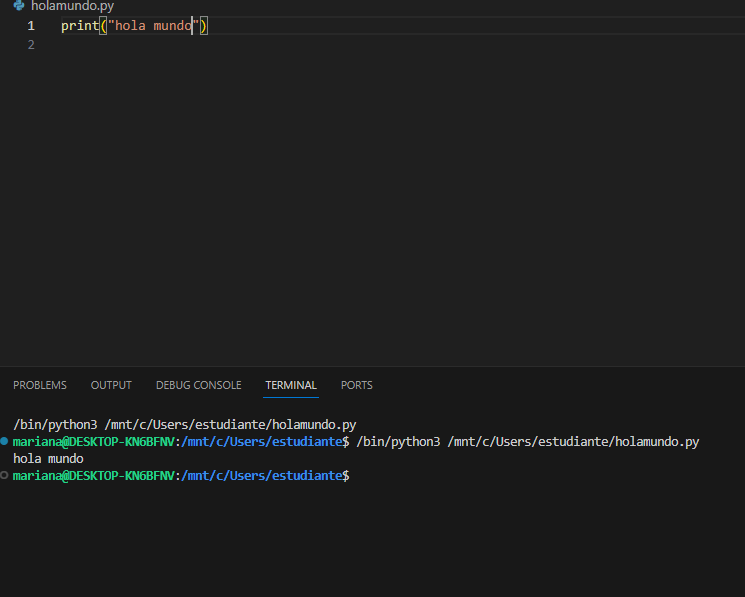 holamundo.py
1 print("hola mundo")
2
PROBLEMS OUTPUT DEBUG CONSOLE TERMINAL PORTS
/bin/python3 /mnt/c/Users/estudiante/holamundo.py
mariana@DESKTOP-KN6BFNV:/mnt/c/Users/estudiante$ /bin/python3 /mnt/c/Users/estudiante/holamundo.py
hola mundo
mariana@DESKTOP-KN6BFNV:/mnt/c/Users/estudiante$